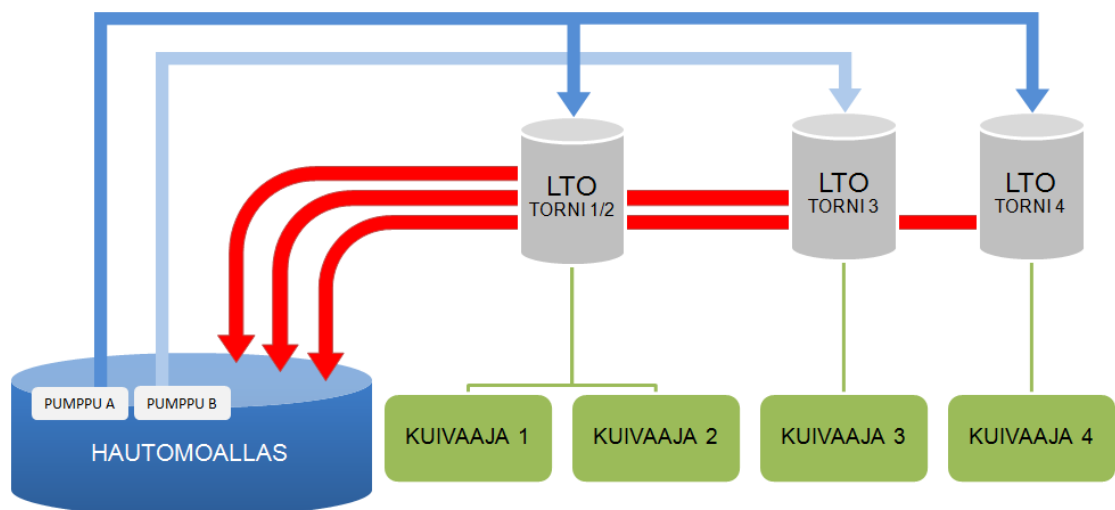 LTO
TORNI 1/2
LTO
TORNI 3
LTO
TORNI 4
PUMPPU A
PUMPPU B
HAUTOMOALLAS
KUIVAAJA 1
KUIVAAJA 2
KUIVAAJA 3
KUIVAAJA 4